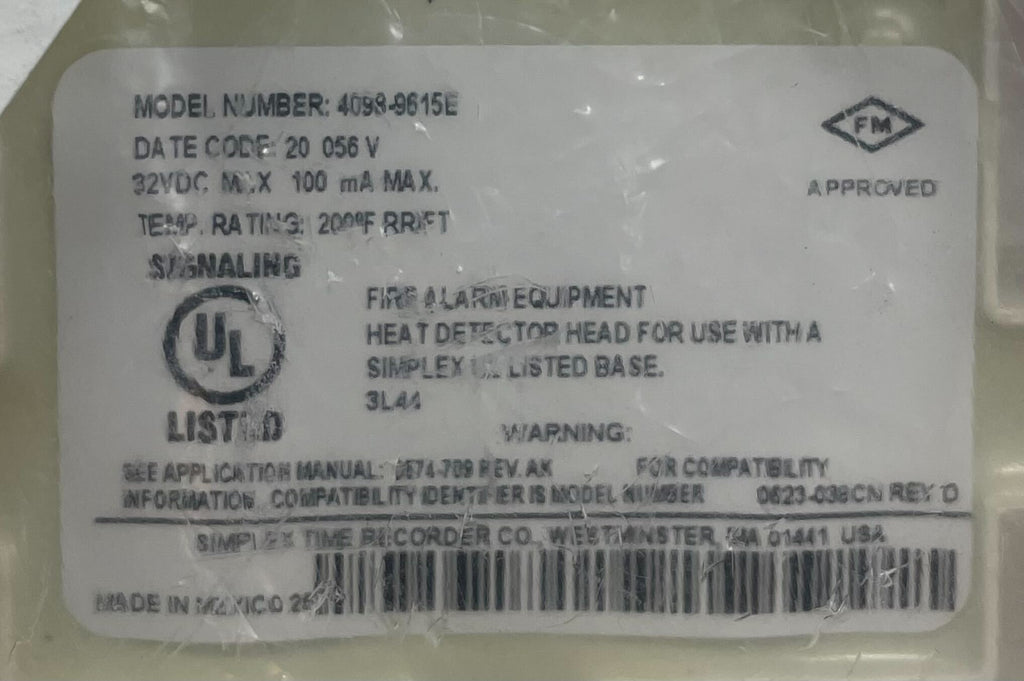 MODEL NUMBER: 4098-9615E
DATE CODE: 20 056 V
32VDC MAX 100 mA MAX.
TEMP. RATING: 200°F RR/FT
FM
APPROVED
SIGNALING
UL
LISTED
FIRE ALARM EQUIPMENT
HEAT DETECTOR HEAD FOR USE WITH A
SIMPLEX UL LISTED BASE.
3L44
WARNING:
SEE APPLICATION MANUAL: 0574-709 REV. AK FOR COMPATIBILITY
INFORMATION. COMPATIBILITY IDENTIFIER IS MODEL NUMBER 0623-038CN REV D
SIMPLEX TIME RECORDER CO. WESTMINSTER, MA 01441 USA
MADE IN MEXICO